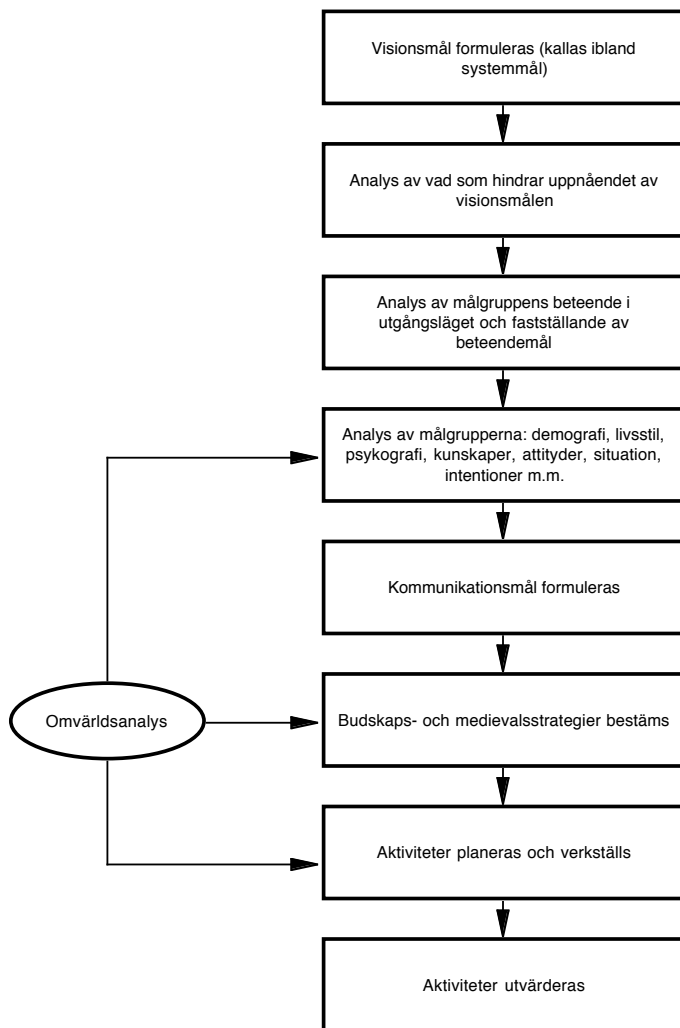 Visionsmål formuleras (kallas ibland
systemmål)
Analys av vad som hindrar uppnåendet av
visionsmålen
Analys av målgruppens beteende i
utgångsläget och fastställande av
beteendemål
Analys av målgrupperna: demografi, livsstil,
psykografi, kunskaper, attityder, situation,
intentioner m.m.
Kommunikationsmål formuleras
Omvärldsanalys
Budskaps- och medievalsstrategier bestäms
Aktiviteter planeras och verkställs
Aktiviteter utvärderas